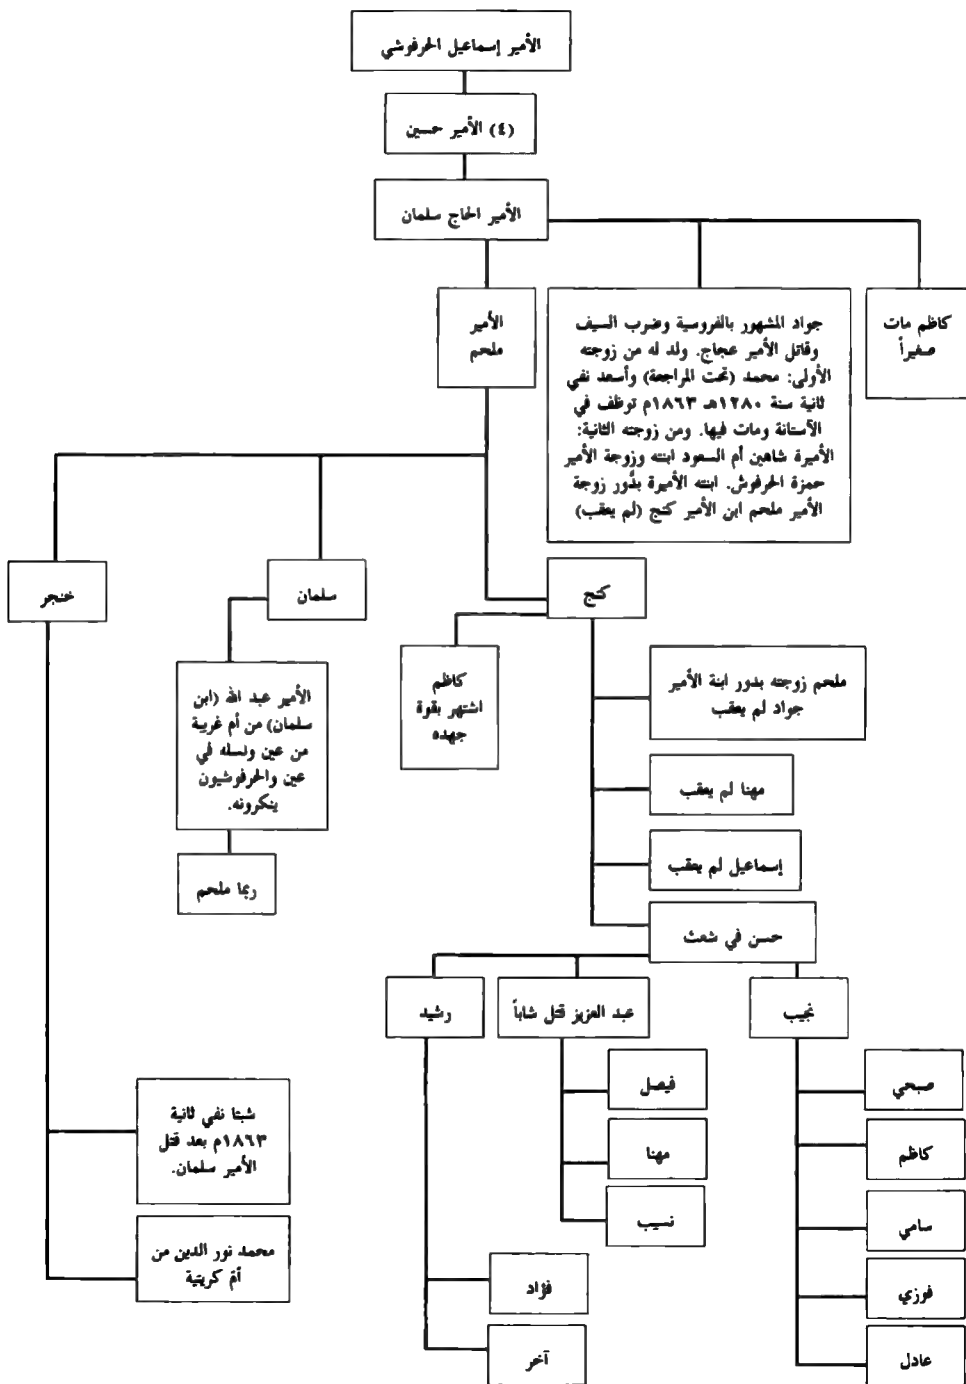 الأمير إسماعيل الحرفوشي
(٤) الأمير حسين
الأمير الحاج سلمان
كاظم مات
صغيراً
جواد المشهور بالفروسية وضرب السيف
وقاتل الأمير عجاج. ولد له من زوجته
الأولى: محمد (تحت المراجعة) وأسعد نفي
ثانية سنة ١٢٨٠هـ ١٨٦٣م توظف في
الآستانة ومات فيها. ومن زوجته الثانية:
الأميرة شاهين أم السعود ابنته وزوجة الأمير
حمزة الحرفوش. ابنته الأميرة بدُّور زوجة
الأمير ملحم ابن الأمير كنج (لم يعقب)
الأمير
ملحم
كنج
سلمان
خنجر
ملحم زوجته بدور ابنة الأمير
جواد لم يعقب
كاظم
اشتهر بقوة
جهده
الأمير عبد الله (ابن
سلمان) من أم غريبة
من عين ونسله في
عين والحرفوشيون
ينكرونه.
مهنا لم يعقب
إسماعيل لم يعقب
ربما ملحم
حسن في شعث
نجيب
عبد العزيز قتل شاباً
رشيد
صبحي
كاظم
سامي
فوزي
عادل
فيصل
مهنا
نسيب
فؤاد
آخر
شبنا نفي ثانية
١٨٦٣م بعد قتل
الأمير سلمان.
محمد نور الدين من
أم كريتية